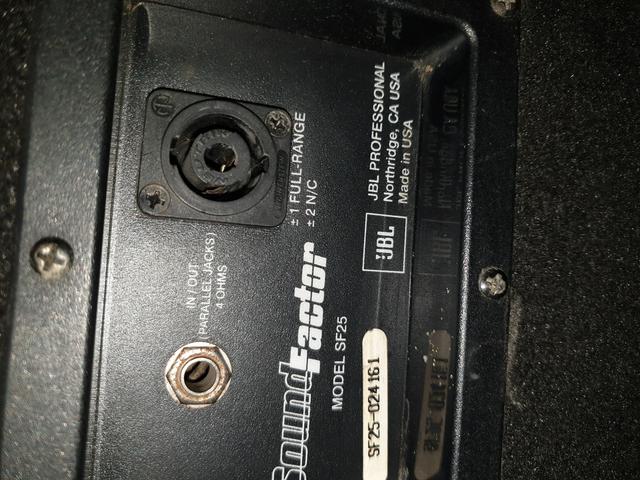 ± 1 FULL-RANGE
± 2 N/C
IN / OUT
(PARALLEL JACKS)
4 OHMS
SoundFactor
MODEL SF25
JBL PROFESSIONAL
Northridge, CA USA
Made in USA
JBL
SF25-024161